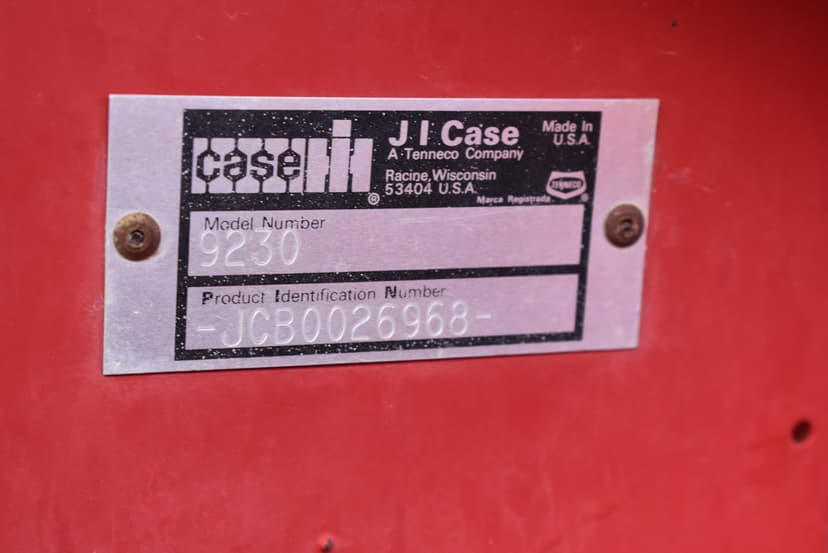 case IH ®
J I Case
A Tenneco Company
Racine, Wisconsin
53404 U.S.A.
Made In
U.S.A.
TENNECO ®
Marca Registrada
Model Number
9230
Product Identification Number
-JCB0026968-